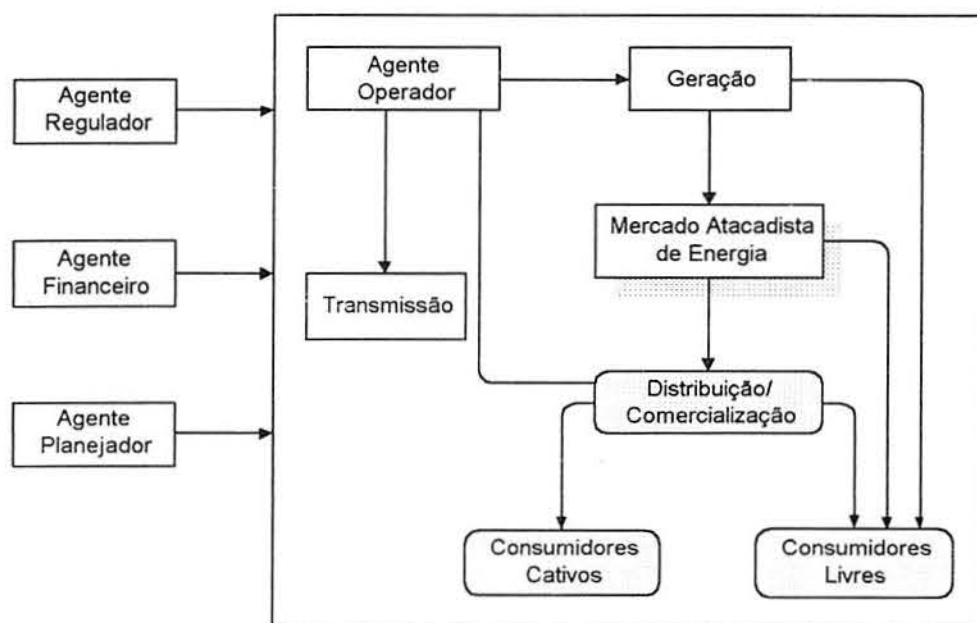 Agente
Operador
Geração
Agente
Regulador
Mercado Atacadista
de Energia
Agente
Financeiro
Transmissão
Distribuição/
Comercialização
Agente
Planejador
Consumidores
Cativos
Consumidores
Livres